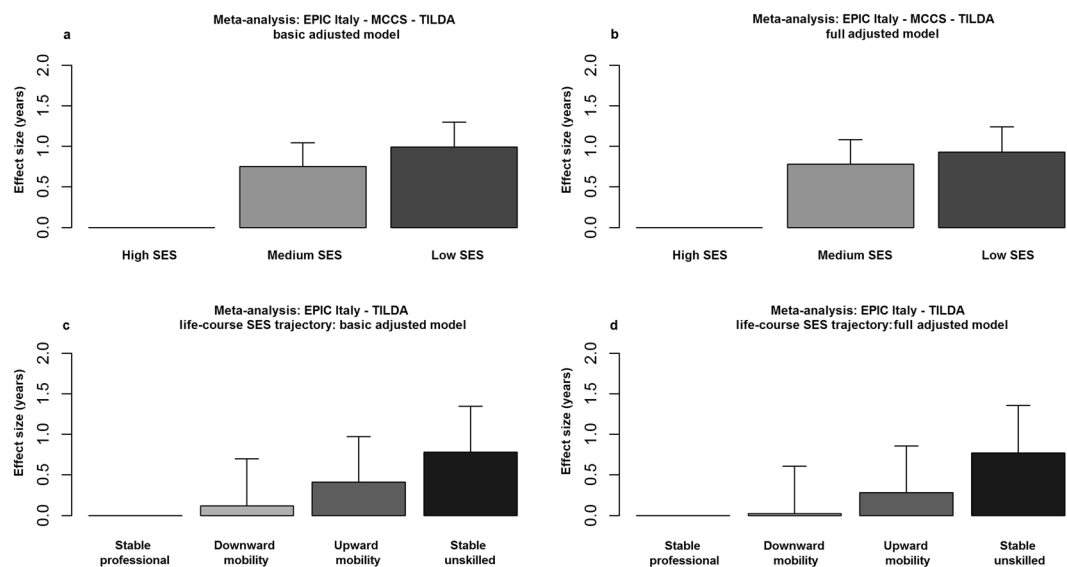 Meta-analysis: EPIC Italy - MCCS - TILDA
basic adjusted model
a
Effect size (years)
2.0
1.5
1.0
0.5
0.0
High SES
Medium SES
Low SES
Meta-analysis: EPIC Italy - MCCS - TILDA
full adjusted model
b
Effect size (years)
2.0
1.5
1.0
0.5
0.0
High SES
Medium SES
Low SES
Meta-analysis: EPIC Italy - TILDA
life-course SES trajectory: basic adjusted model
c
Effect size (years)
2.0
1.5
1.0
0.5
0.0
Stable
professional
Downward
mobility
Upward
mobility
Stable
unskilled
Meta-analysis: EPIC Italy - TILDA
life-course SES trajectory:full adjusted model
d
Effect size (years)
2.0
1.5
1.0
0.5
0.0
Stable
professional
Downward
mobility
Upward
mobility
Stable
unskilled